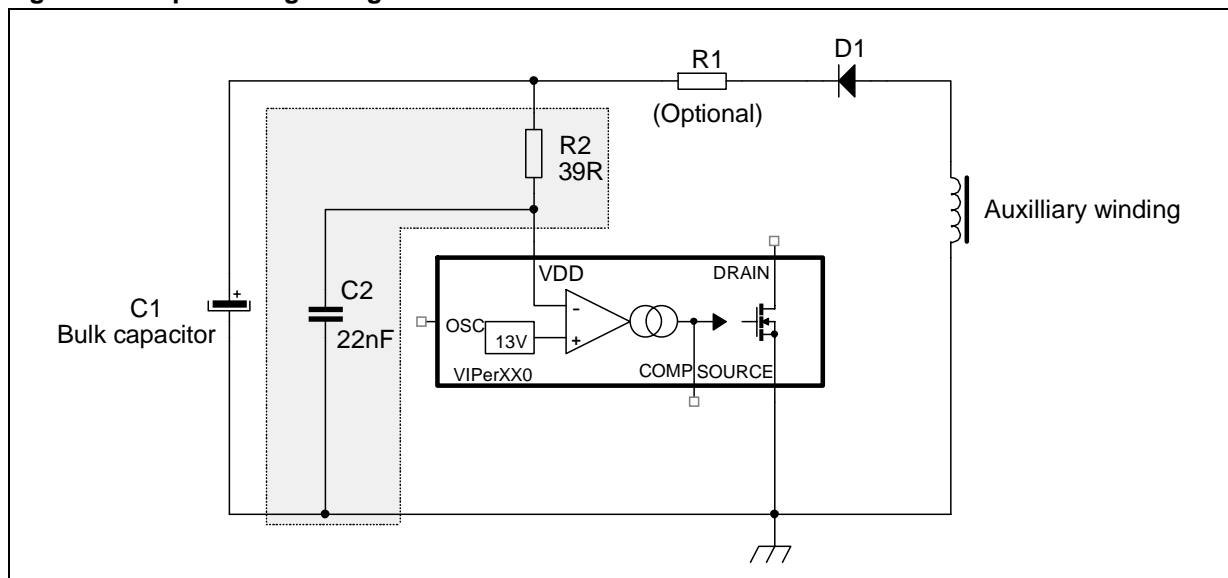 D1
R1
(Optional)
R2
39R
Auxilliary winding
VDD
DRAIN
C1
Bulk capacitor
+
C2
22nF
OSC
13V
-
+
COMP
SOURCE
VIPerXX0